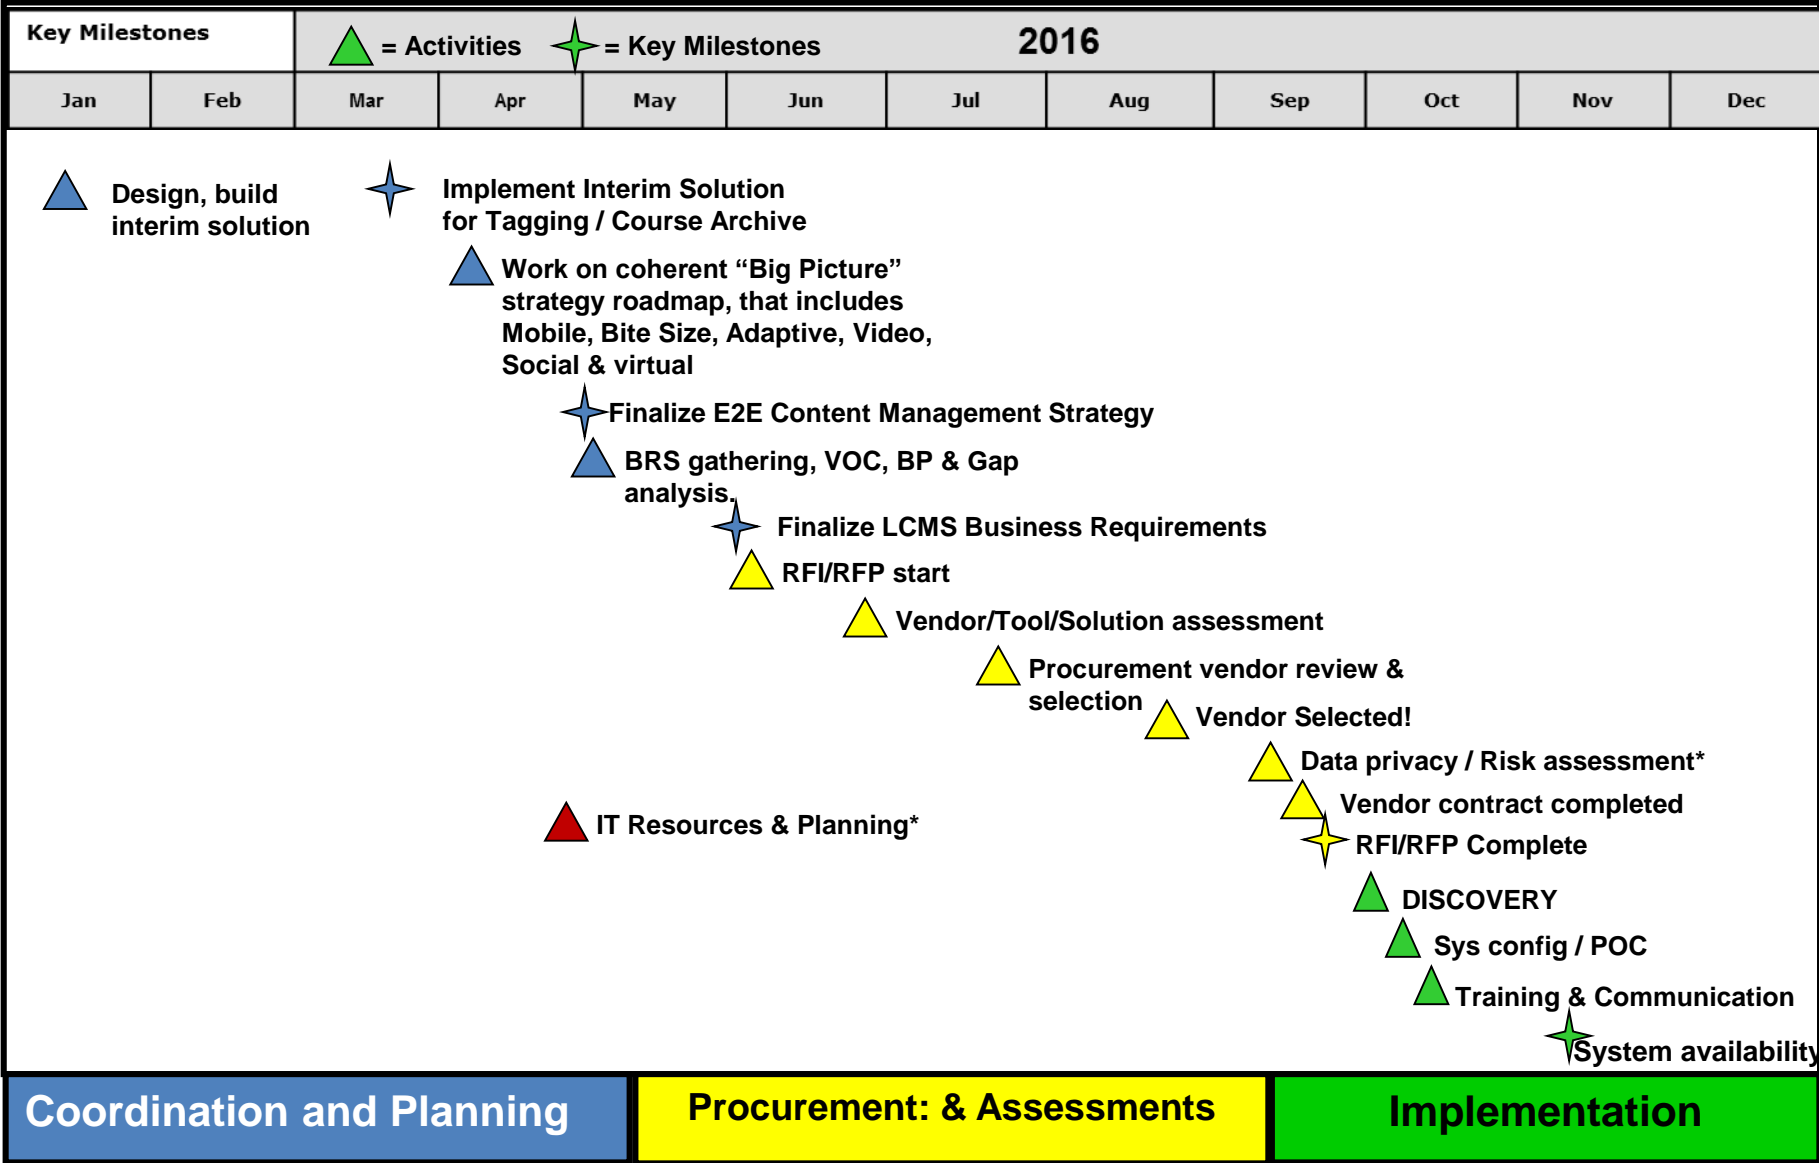 Key Milestones
= Activities
= Key Milestones
2016
Jan
Feb
Mar
Apr
May
Jun
Jul
Aug
Sep
Oct
Nov
Dec
Design, build
interim solution
Implement Interim Solution
for Tagging / Course Archive
Work on coherent “Big Picture”
strategy roadmap, that includes
Mobile, Bite Size, Adaptive, Video,
Social & virtual
Finalize E2E Content Management Strategy
BRS gathering, VOC, BP & Gap
analysis.
Finalize LCMS Business Requirements
RFI/RFP start
Vendor/Tool/Solution assessment
Procurement vendor review &
selection
Vendor Selected!
Data privacy / Risk assessment*
Vendor contract completed
IT Resources & Planning*
RFI/RFP Complete
DISCOVERY
Sys config / POC
Training & Communication
System availability
Coordination and Planning
Procurement: & Assessments
Implementation